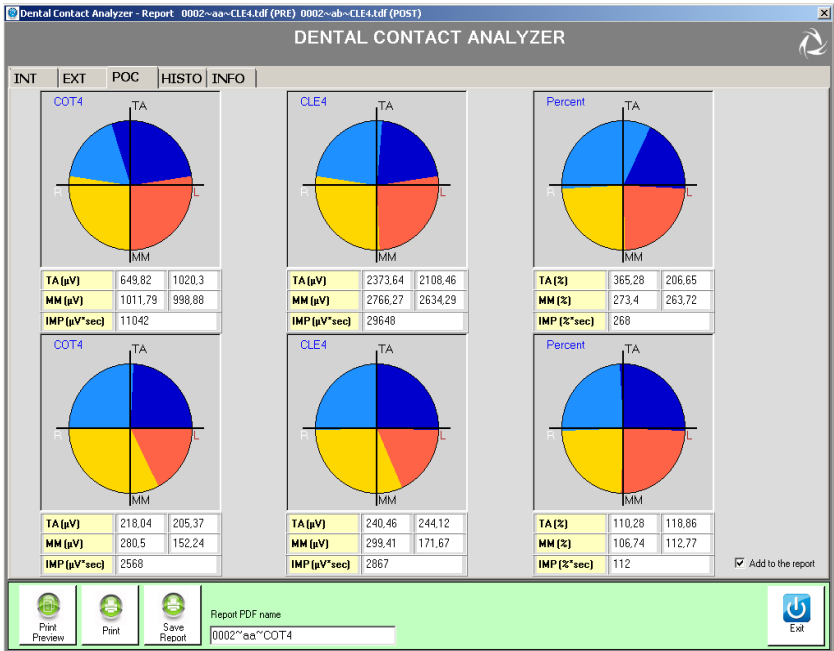 Dental Contact Analyzer - Report 0002~aa~CLE4.tdf (PRE) 0002~ab~CLE4.tdf (POST)
DENTAL CONTACT ANALYZER
INT EXT POC HISTO INFO
COT4 TA CLE4 TA Percent TA
R L R L R L
MM MM MM
TA (µV) 649,82 1020,3 TA (µV) 2373,64 2108,46 TA (%) 365,28 206,65
MM (µV) 1011,79 998,88 MM (µV) 2766,27 2634,29 MM (%) 273,4 263,72
IMP (µV*sec) 11042 IMP (µV*sec) 29648 IMP (%*sec) 268
COT4 TA CLE4 TA Percent TA
R L R L R L
MM MM MM
TA (µV) 218,04 205,37 TA (µV) 240,46 244,12 TA (%) 110,28 118,86
MM (µV) 280,5 152,24 MM (µV) 299,41 171,67 MM (%) 106,74 112,77
IMP (µV*sec) 2568 IMP (µV*sec) 2867 IMP (%*sec) 112
Add to the report
Print Preview Print Save Report Report PDF name Exit
0002~aa~COT4